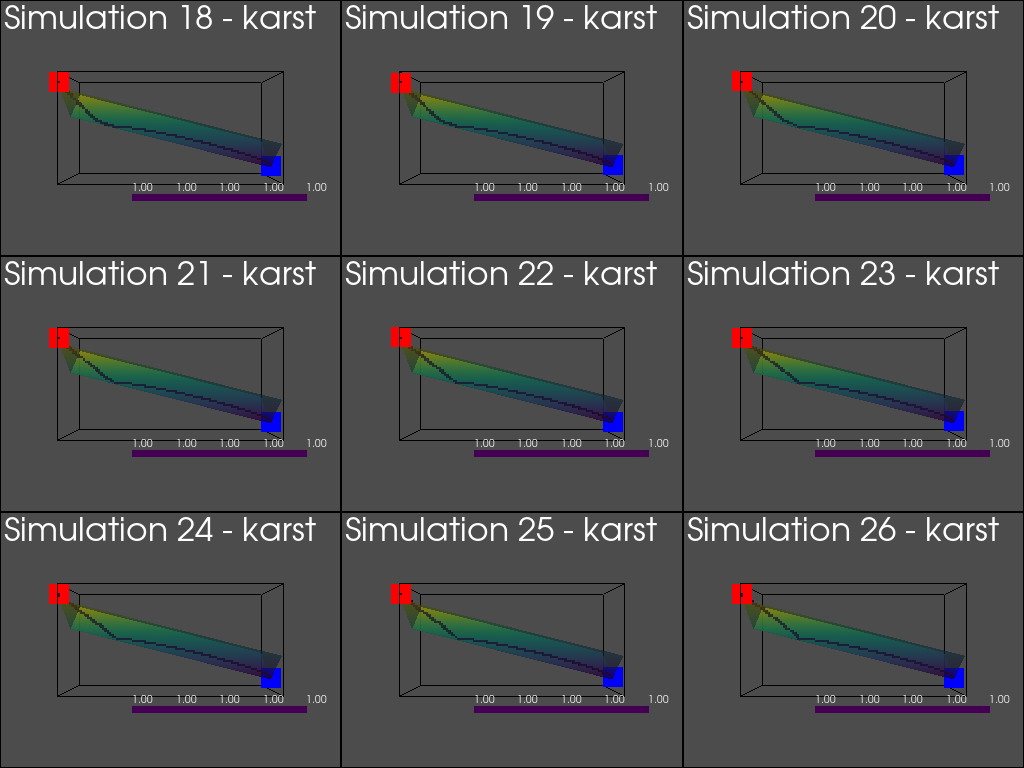 Simulation 18 - karst
1.00 1.00 1.00 1.00 1.00
Simulation 19 - karst
1.00 1.00 1.00 1.00 1.00
Simulation 20 - karst
1.00 1.00 1.00 1.00 1.00
Simulation 21 - karst
1.00 1.00 1.00 1.00 1.00
Simulation 22 - karst
1.00 1.00 1.00 1.00 1.00
Simulation 23 - karst
1.00 1.00 1.00 1.00 1.00
Simulation 24 - karst
1.00 1.00 1.00 1.00 1.00
Simulation 25 - karst
1.00 1.00 1.00 1.00 1.00
Simulation 26 - karst
1.00 1.00 1.00 1.00 1.00